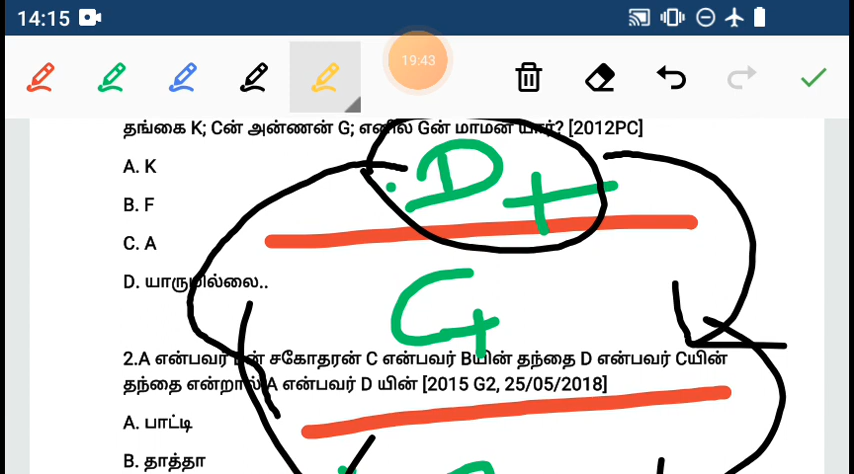 14:15
19:43
தங்கை K; Cன் அண்ணன் G; எனில் Gன் மாமன் யார்? [2012PC]
A. K
D +
B. F
C. A
D. யாருமில்லை..
C +
2.A என்பவர் Bன் சகோதரன் C என்பவர் Bயின் தந்தை D என்பவர் Cயின்
தந்தை என்றால் A என்பவர் D யின் [2015 G2, 25/05/2018]
A. பாட்டி
B. தாத்தா